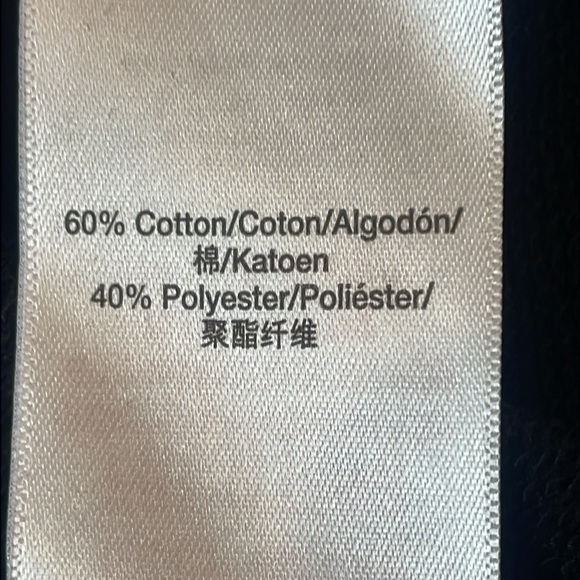 60% Cotton/Coton/Algodón/
棉/Katoen
40% Polyester/Poliéster/
聚酯纤维